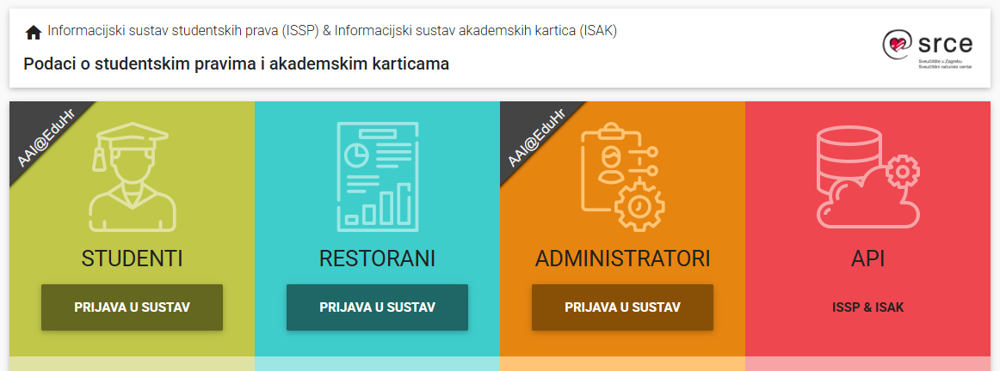 Informacijski sustav studentskih prava (ISSP) & Informacijski sustav akademskih kartica (ISAK)
Podaci o studentskim pravima i akademskim karticama
srce
Sveučilište u Zagrebu
Sveučilišni računski centar
AAI@EduHr
STUDENTI
PRIJAVA U SUSTAV
RESTORANI
PRIJAVA U SUSTAV
AAI@EduHr
ADMINISTRATORI
PRIJAVA U SUSTAV
API
ISSP & ISAK